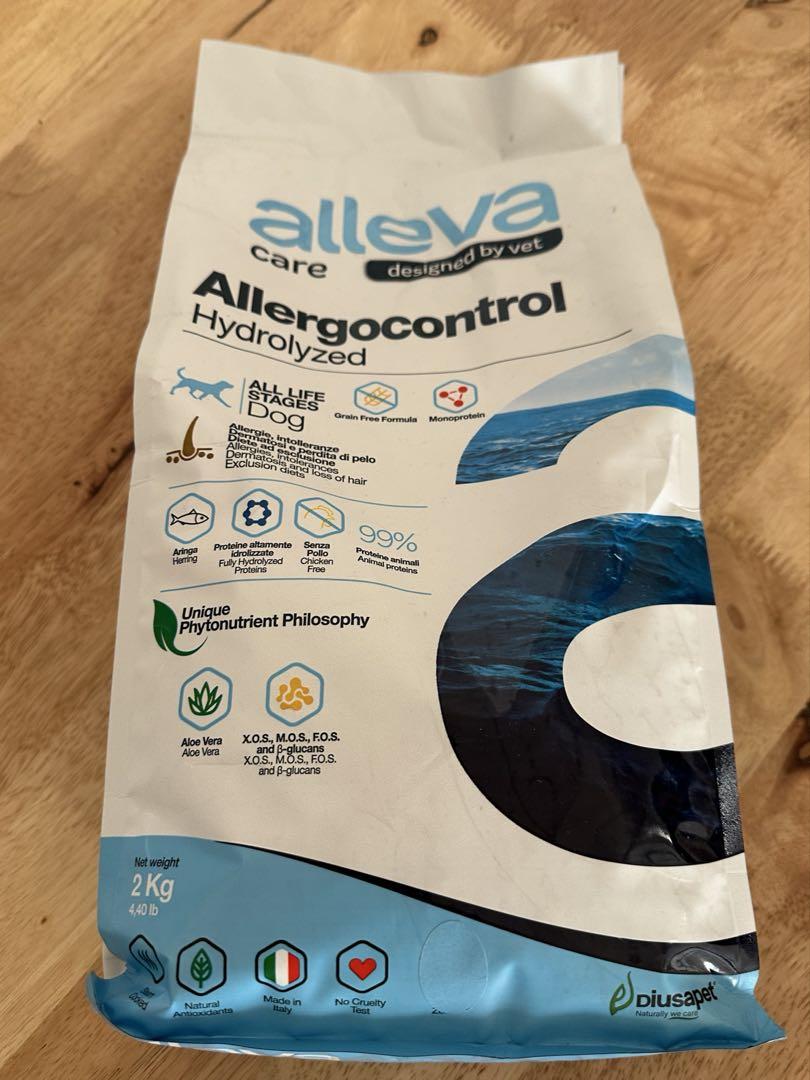 alleva
care
designed by vet
Allergocontrol
Hydrolyzed
ALL LIFE
STAGES
Dog
Grain Free Formula
Monoprotein
Allergie, intolleranze
Dermatosi e perdita di pelo
Diete ad esclusione
Allergies, intolerances
Dermatosis and loss of hair
Exclusion diets
Aringa
Herring
Proteine altamente
idrolizzate
Fully Hydrolyzed
Proteins
Senza
Pollo
Chicken
Free
99%
Proteine animali
Animal proteins
Unique
Phytonutrient Philosophy
Aloe Vera
Aloe Vera
X.O.S., M.O.S., F.O.S.
and β-glucans
X.O.S., M.O.S., F.O.S.
and β-glucans
Net weight
2 Kg
4,40 lb
Natural
Antioxidants
Made in
Italy
No Cruelty
Test
Diusapet
Naturally we care